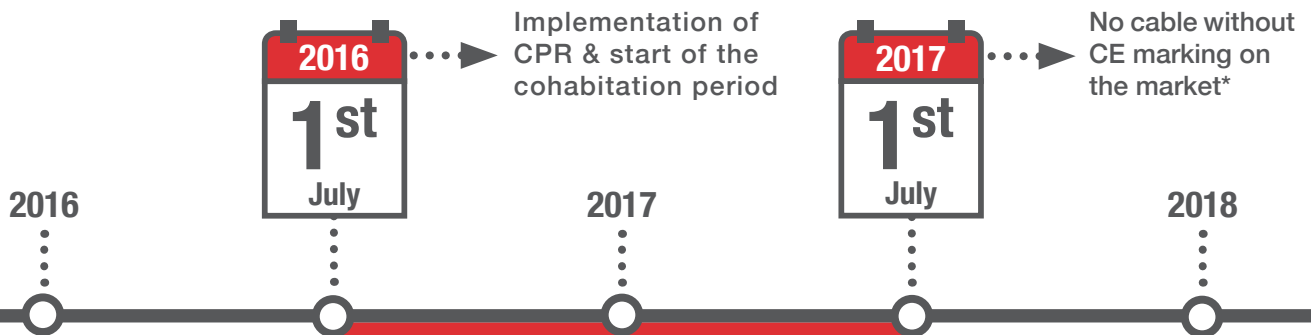 2016
1st
July
Implementation of
CPR & start of the
cohabitation period
2017
1st
July
No cable without
CE marking on
the market*
2016
2017
2018